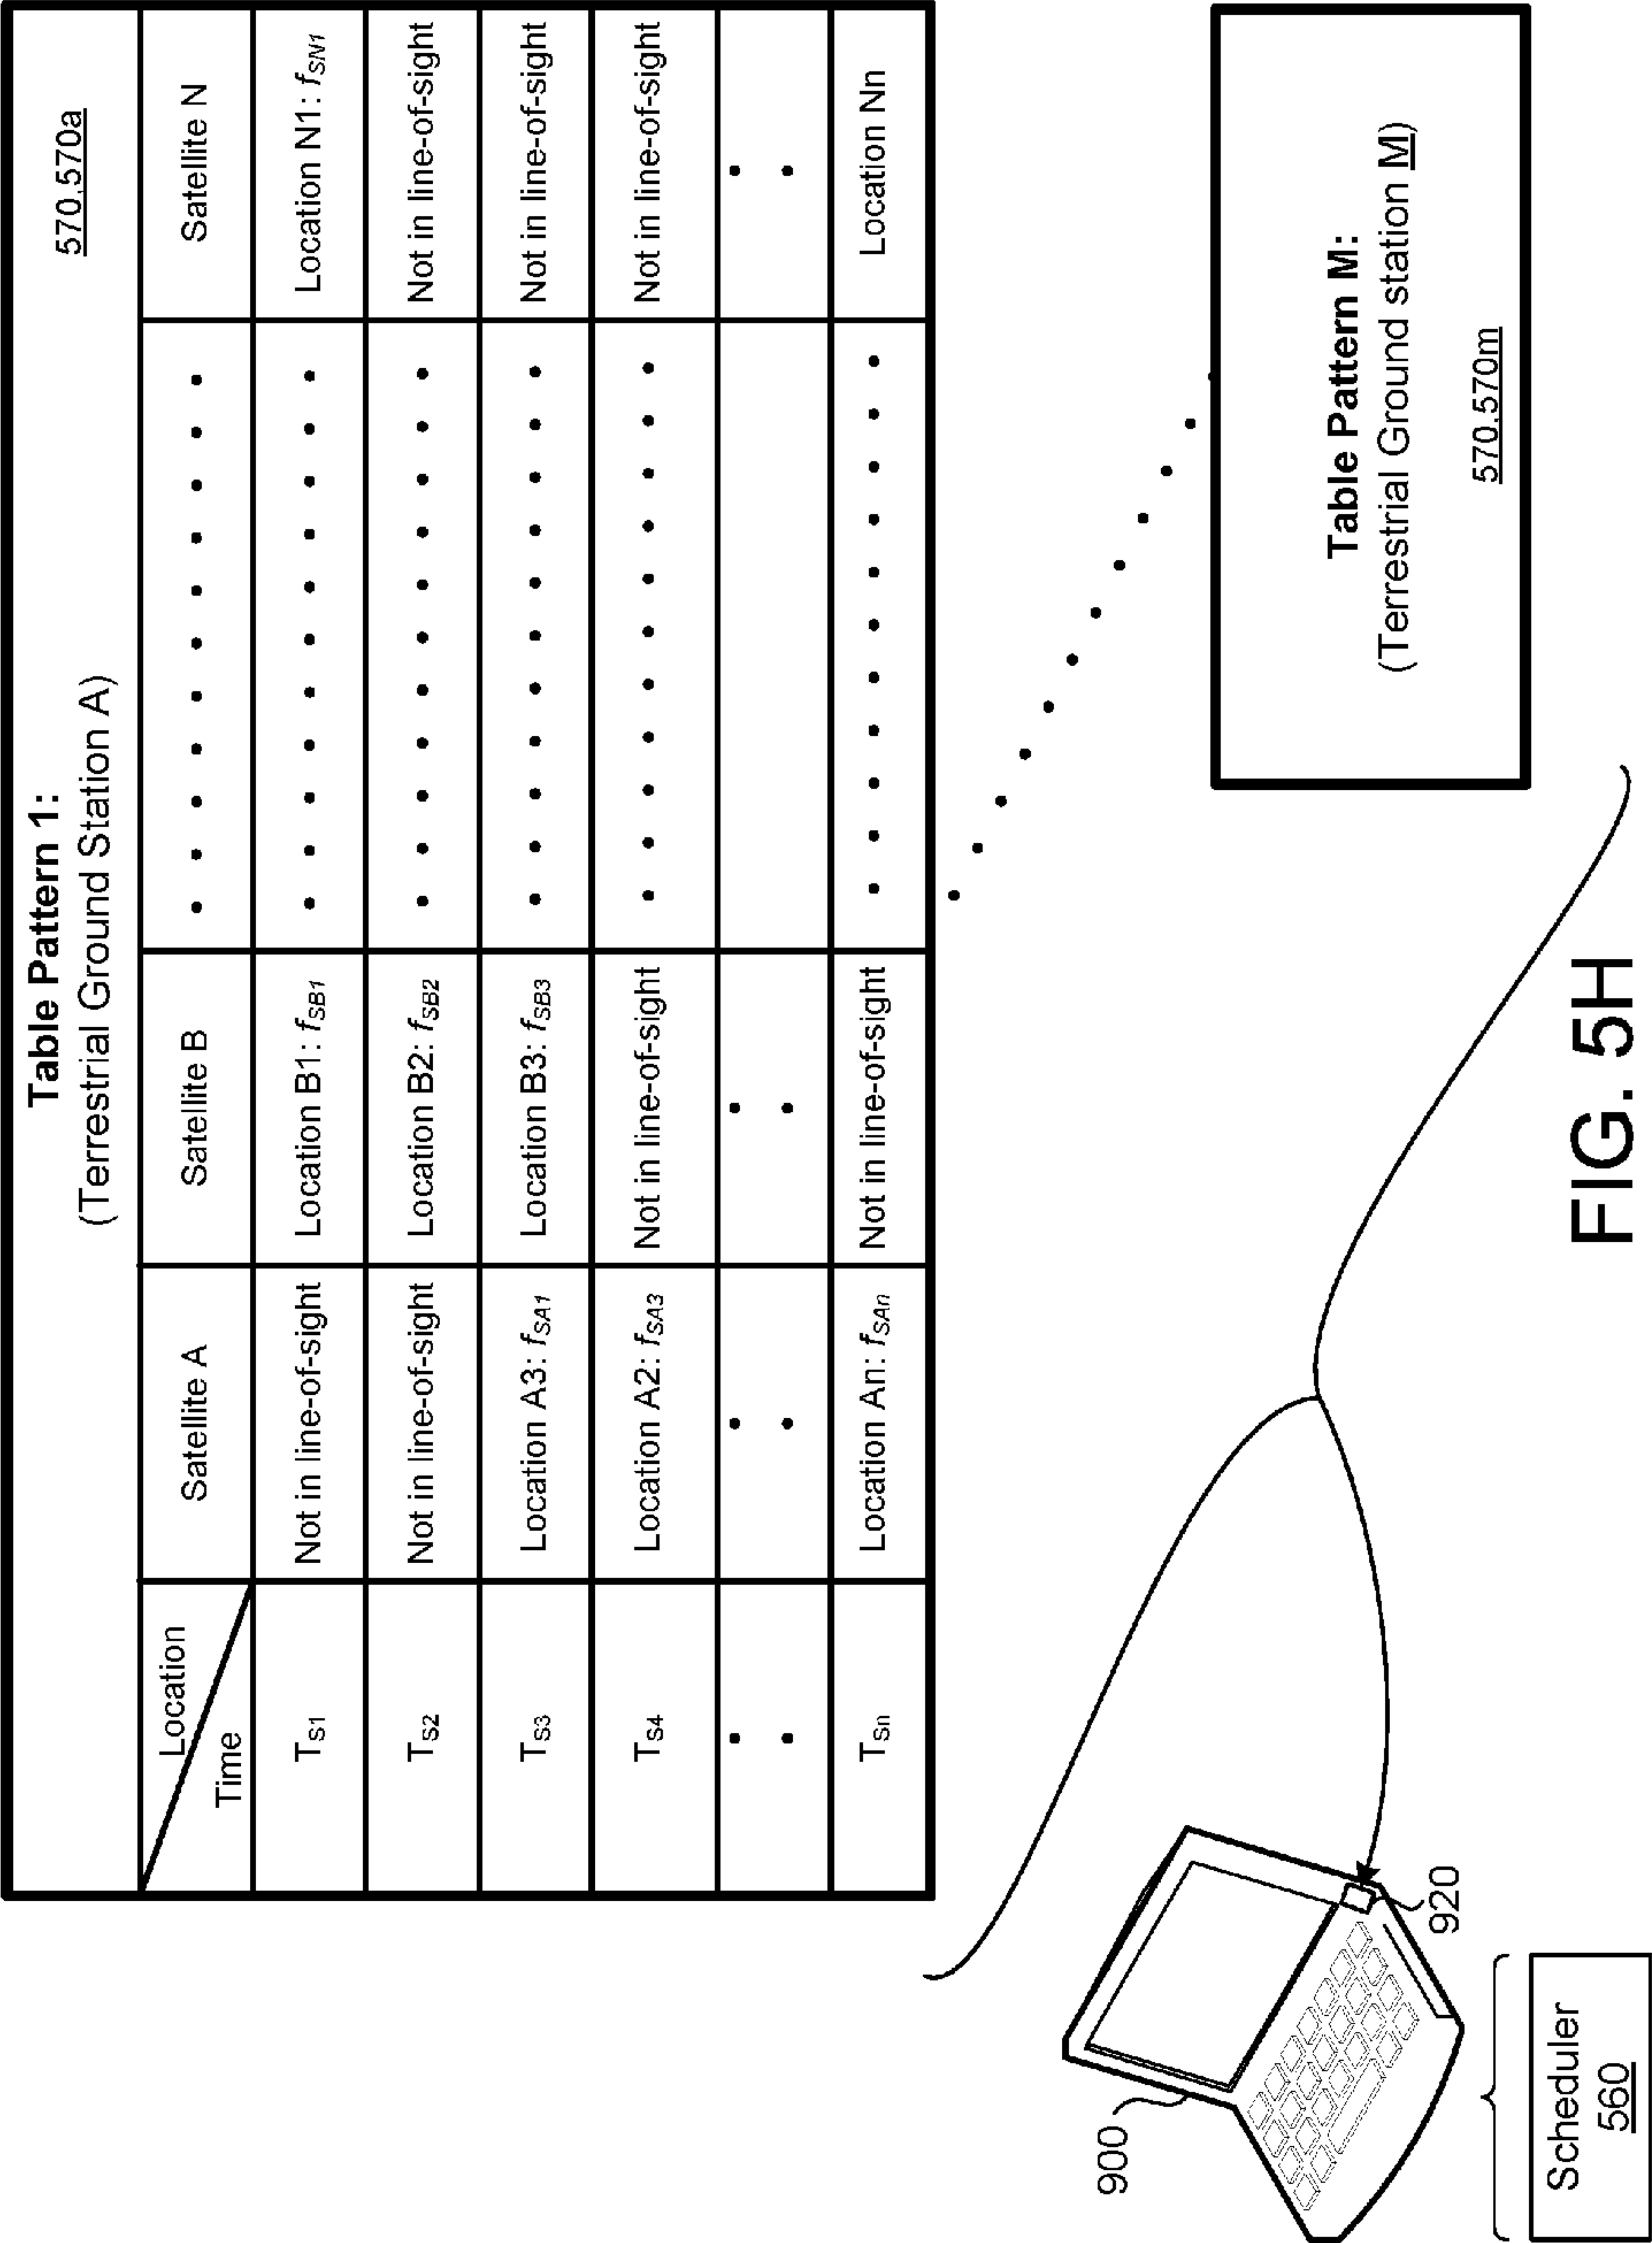 Table Pattern 1:
(Terrestrial Ground Station A)
570,570a
Location
Time
Satellite A
Satellite B
Satellite N
Ts1
Not in line-of-sight
Location B1: fSB1
Location N1: fSN1
Ts2
Not in line-of-sight
Location B2: fSB2
Not in line-of-sight
Ts3
Location A3: fSA1
Location B3: fSB3
Not in line-of-sight
Ts4
Location A2: fSA3
Not in line-of-sight
Not in line-of-sight
TSn
Location An: fSAn
Not in line-of-sight
Location Nn
Table Pattern M:
(Terrestrial Ground station M)
570,570m
900
920
Scheduler
560
FIG. 5H